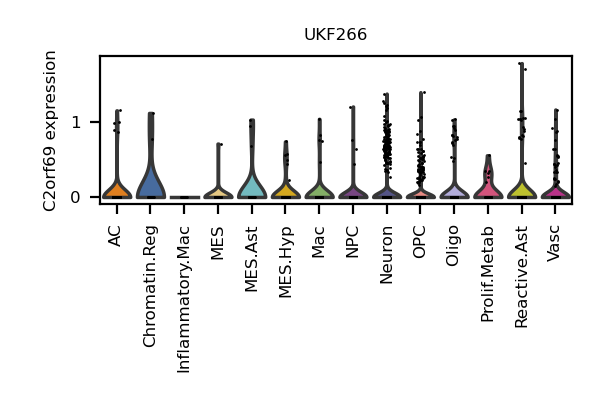 UKF266
C2orf69 expression
1
0
AC
Chromatin.Reg
Inflammatory.Mac
MES
MES.Ast
MES.Hyp
Mac
NPC
Neuron
OPC
Oligo
Prolif.Metab
Reactive.Ast
Vasc